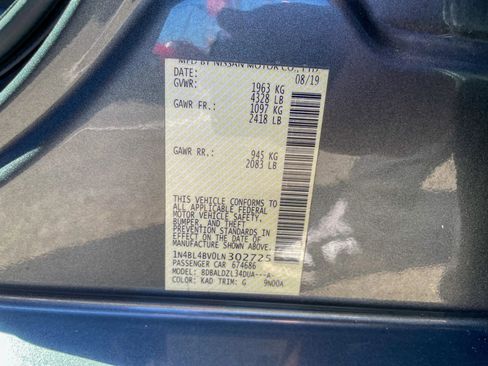 MFD BY NISSAN MOTOR CO., LTD.
DATE: 08/19
GVWR: 1963 KG
4328 LB
GAWR FR.: 1097 KG
2418 LB
GAWR RR.: 945 KG
2083 LB
THIS VEHICLE CONFORMS TO
ALL APPLICABLE FEDERAL
MOTOR VEHICLE SAFETY,
BUMPER, AND THEFT
PREVENTION STANDARDS IN
EFFECT ON THE DATE OF
MANUFACTURE SHOWN ABOVE.
1N4BL4BV0LN302725
PASSENGER CAR 674686
MODEL: BDBALDZL34DUA---A
COLOR: KAD TRIM: G 9N00A